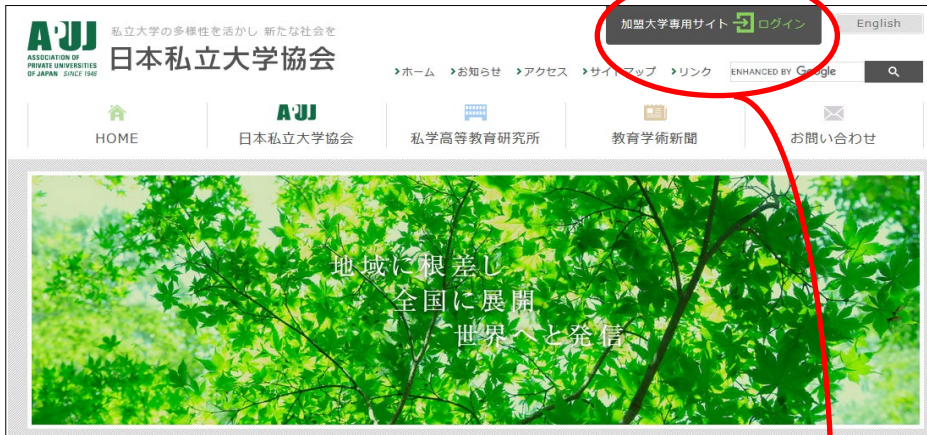 加盟大学専用サイト ログイン
English
APUJ
ASSOCIATION OF
PRIVATE UNIVERSITIES
OF JAPAN SINCE 1946
私立大学の多様性を活かし 新たな社会を
日本私立大学協会
ホーム お知らせ アクセス サイトマップ リンク
ENHANCED BY Google
HOME
APUJ
日本私立大学協会
私学高等教育研究所
教育学術新聞
お問い合わせ
地域に根差し
全国に展開
世界へと発信